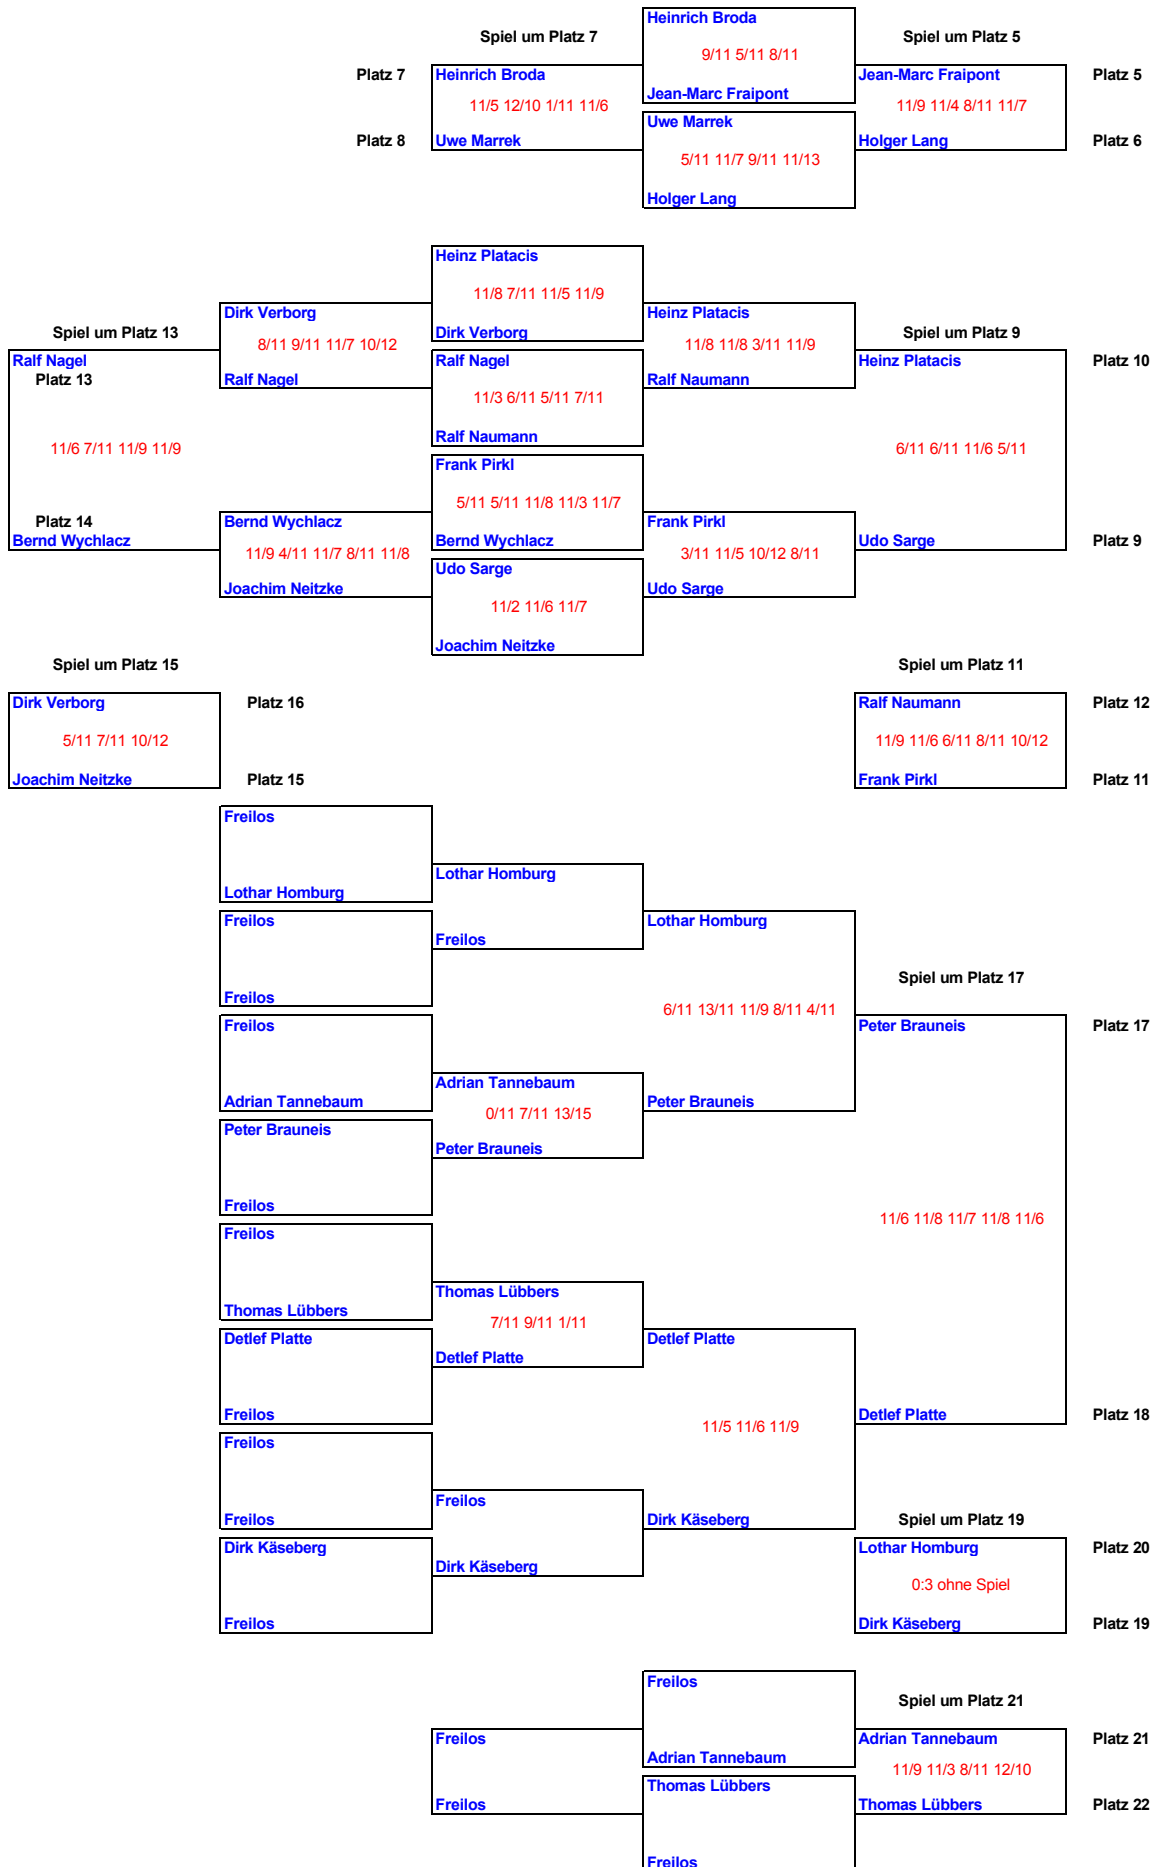 Heinrich Broda
Spiel um Platz 7 Spiel um Platz 5
9/11 5/11 8/11
Platz 7 Heinrich Broda Jean-Marc Fraipont Platz 5
Jean-Marc Fraipont
11/5 12/10 1/11 11/6 11/9 11/4 8/11 11/7
Uwe Marrek
Platz 8 Uwe Marrek Holger Lang Platz 6
5/11 11/7 9/11 11/13
Holger Lang
Heinz Platacis
11/8 7/11 11/5 11/9
Dirk Verborg Heinz Platacis
Spiel um Platz 13 Dirk Verborg Spiel um Platz 9
8/11 9/11 11/7 10/12 11/8 11/8 3/11 11/9
Ralf Nagel Ralf Nagel Heinz Platacis Platz 10
Platz 13 Ralf Nagel Ralf Naumann
11/3 6/11 5/11 7/11
Ralf Naumann
11/6 7/11 11/9 11/9 6/11 6/11 11/6 5/11
Frank Pirkl
5/11 5/11 11/8 11/3 11/7
Platz 14 Bernd Wychlacz Frank Pirkl
Bernd Wychlacz Bernd Wychlacz Udo Sarge Platz 9
11/9 4/11 11/7 8/11 11/8 3/11 11/5 10/12 8/11
Udo Sarge
Joachim Neitzke Udo Sarge
11/2 11/6 11/7
Joachim Neitzke
Spiel um Platz 15 Spiel um Platz 11
Dirk Verborg Platz 16 Ralf Naumann Platz 12
5/11 7/11 10/12 11/9 11/6 6/11 8/11 10/12
Joachim Neitzke Platz 15 Frank Pirkl Platz 11
Freilos
Lothar Homburg
Lothar Homburg
Freilos Lothar Homburg
Freilos
Spiel um Platz 17
Freilos
6/11 13/11 11/9 8/11 4/11
Freilos Peter Brauneis Platz 17
Adrian Tannebaum
Adrian Tannebaum Peter Brauneis
0/11 7/11 13/15
Peter Brauneis
Peter Brauneis
Freilos
11/6 11/8 11/7 11/8 11/6
Freilos
Thomas Lübbers
Thomas Lübbers
7/11 9/11 1/11
Detlef Platte Detlef Platte
Detlef Platte
Freilos Detlef Platte Platz 18
11/5 11/6 11/9
Freilos
Freilos
Freilos Dirk Käseberg Spiel um Platz 19
Dirk Käseberg Lothar Homburg Platz 20
Dirk Käseberg
0:3 ohne Spiel
Freilos Dirk Käseberg Platz 19
Freilos
Spiel um Platz 21
Freilos Adrian Tannebaum Platz 21
Adrian Tannebaum
11/9 11/3 8/11 12/10
Thomas Lübbers
Freilos Thomas Lübbers Platz 22
Freilos